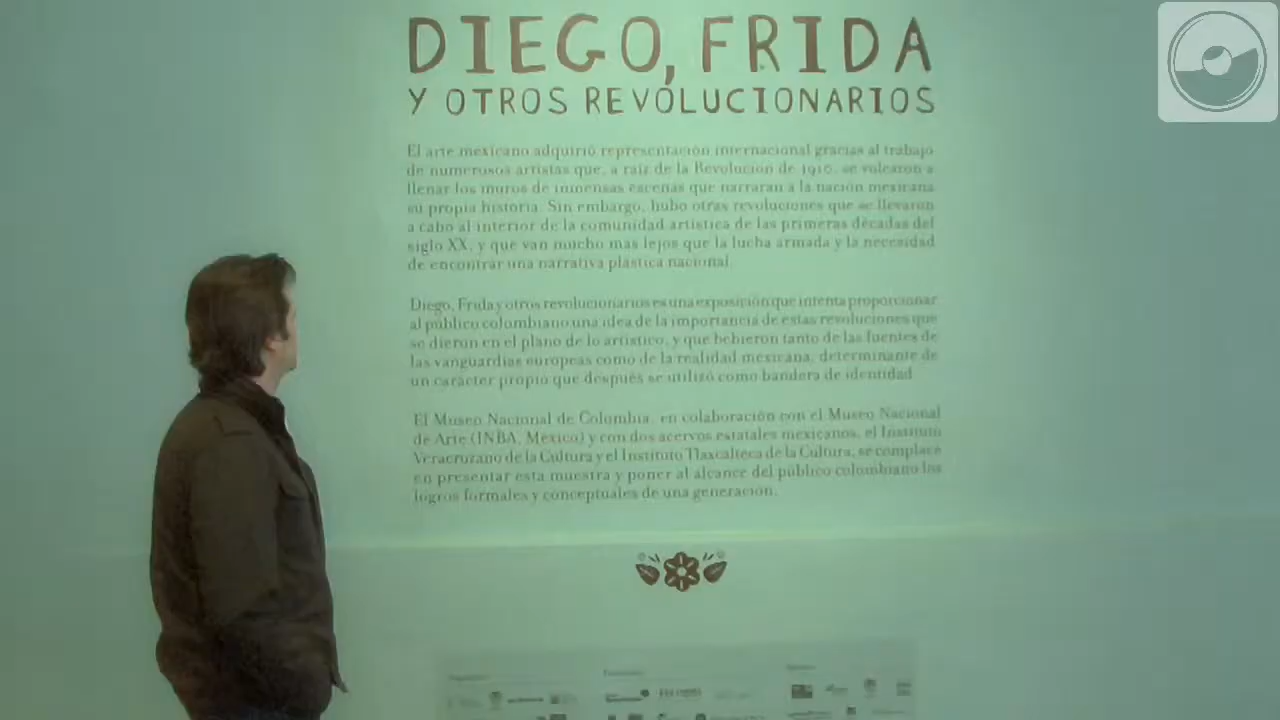 DIEGO, FRIDA
Y OTROS REVOLUCIONARIOS
El arte mexicano adquirió representación internacional gracias al trabajo
de numerosos artistas que, a raíz de la Revolución de 1910, se volcaron a
llenar los muros de inmensas escenas que narraran a la nación mexicana
su propia historia. Sin embargo, hubo otras revoluciones que se llevaron
a cabo al interior de la comunidad artística de las primeras décadas del
siglo XX, y que van mucho más lejos que la lucha armada y la necesidad
de encontrar una narrativa plástica nacional.
Diego, Frida y otros revolucionarios es una exposición que intenta proporcionar
al público colombiano una idea de la importancia de estas revoluciones que
se dieron en el plano de lo artístico, y que bebieron tanto de las fuentes de
las vanguardias europeas como de la realidad mexicana, determinante de
un carácter propio que después se utilizó como bandera de identidad.
El Museo Nacional de Colombia, en colaboración con el Museo Nacional
de Arte (INBA, México) y con dos acervos estatales mexicanos, el Instituto
Veracruzano de la Cultura y el Instituto Tlaxcalteca de la Cultura, se complace
en presentar esta muestra y poner al alcance del público colombiano los
logros formales y conceptuales de una generación.